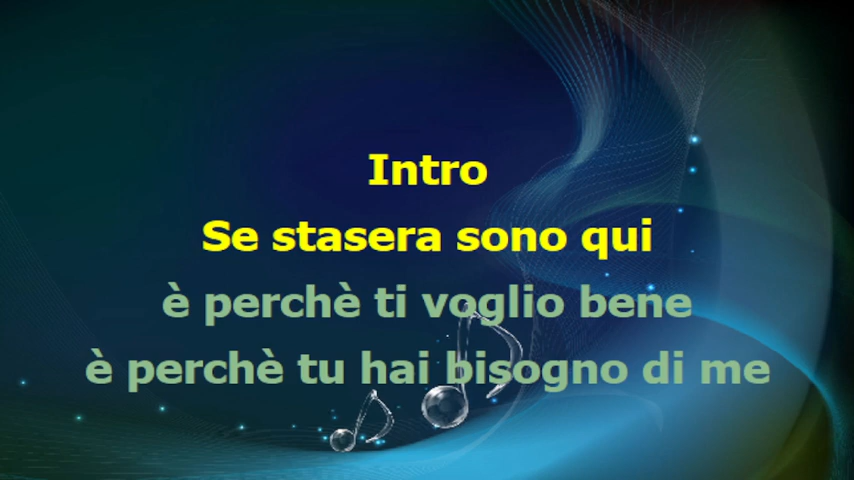 Intro
Se stasera sono qui
è perchè ti voglio bene
è perchè tu hai bisogno di me